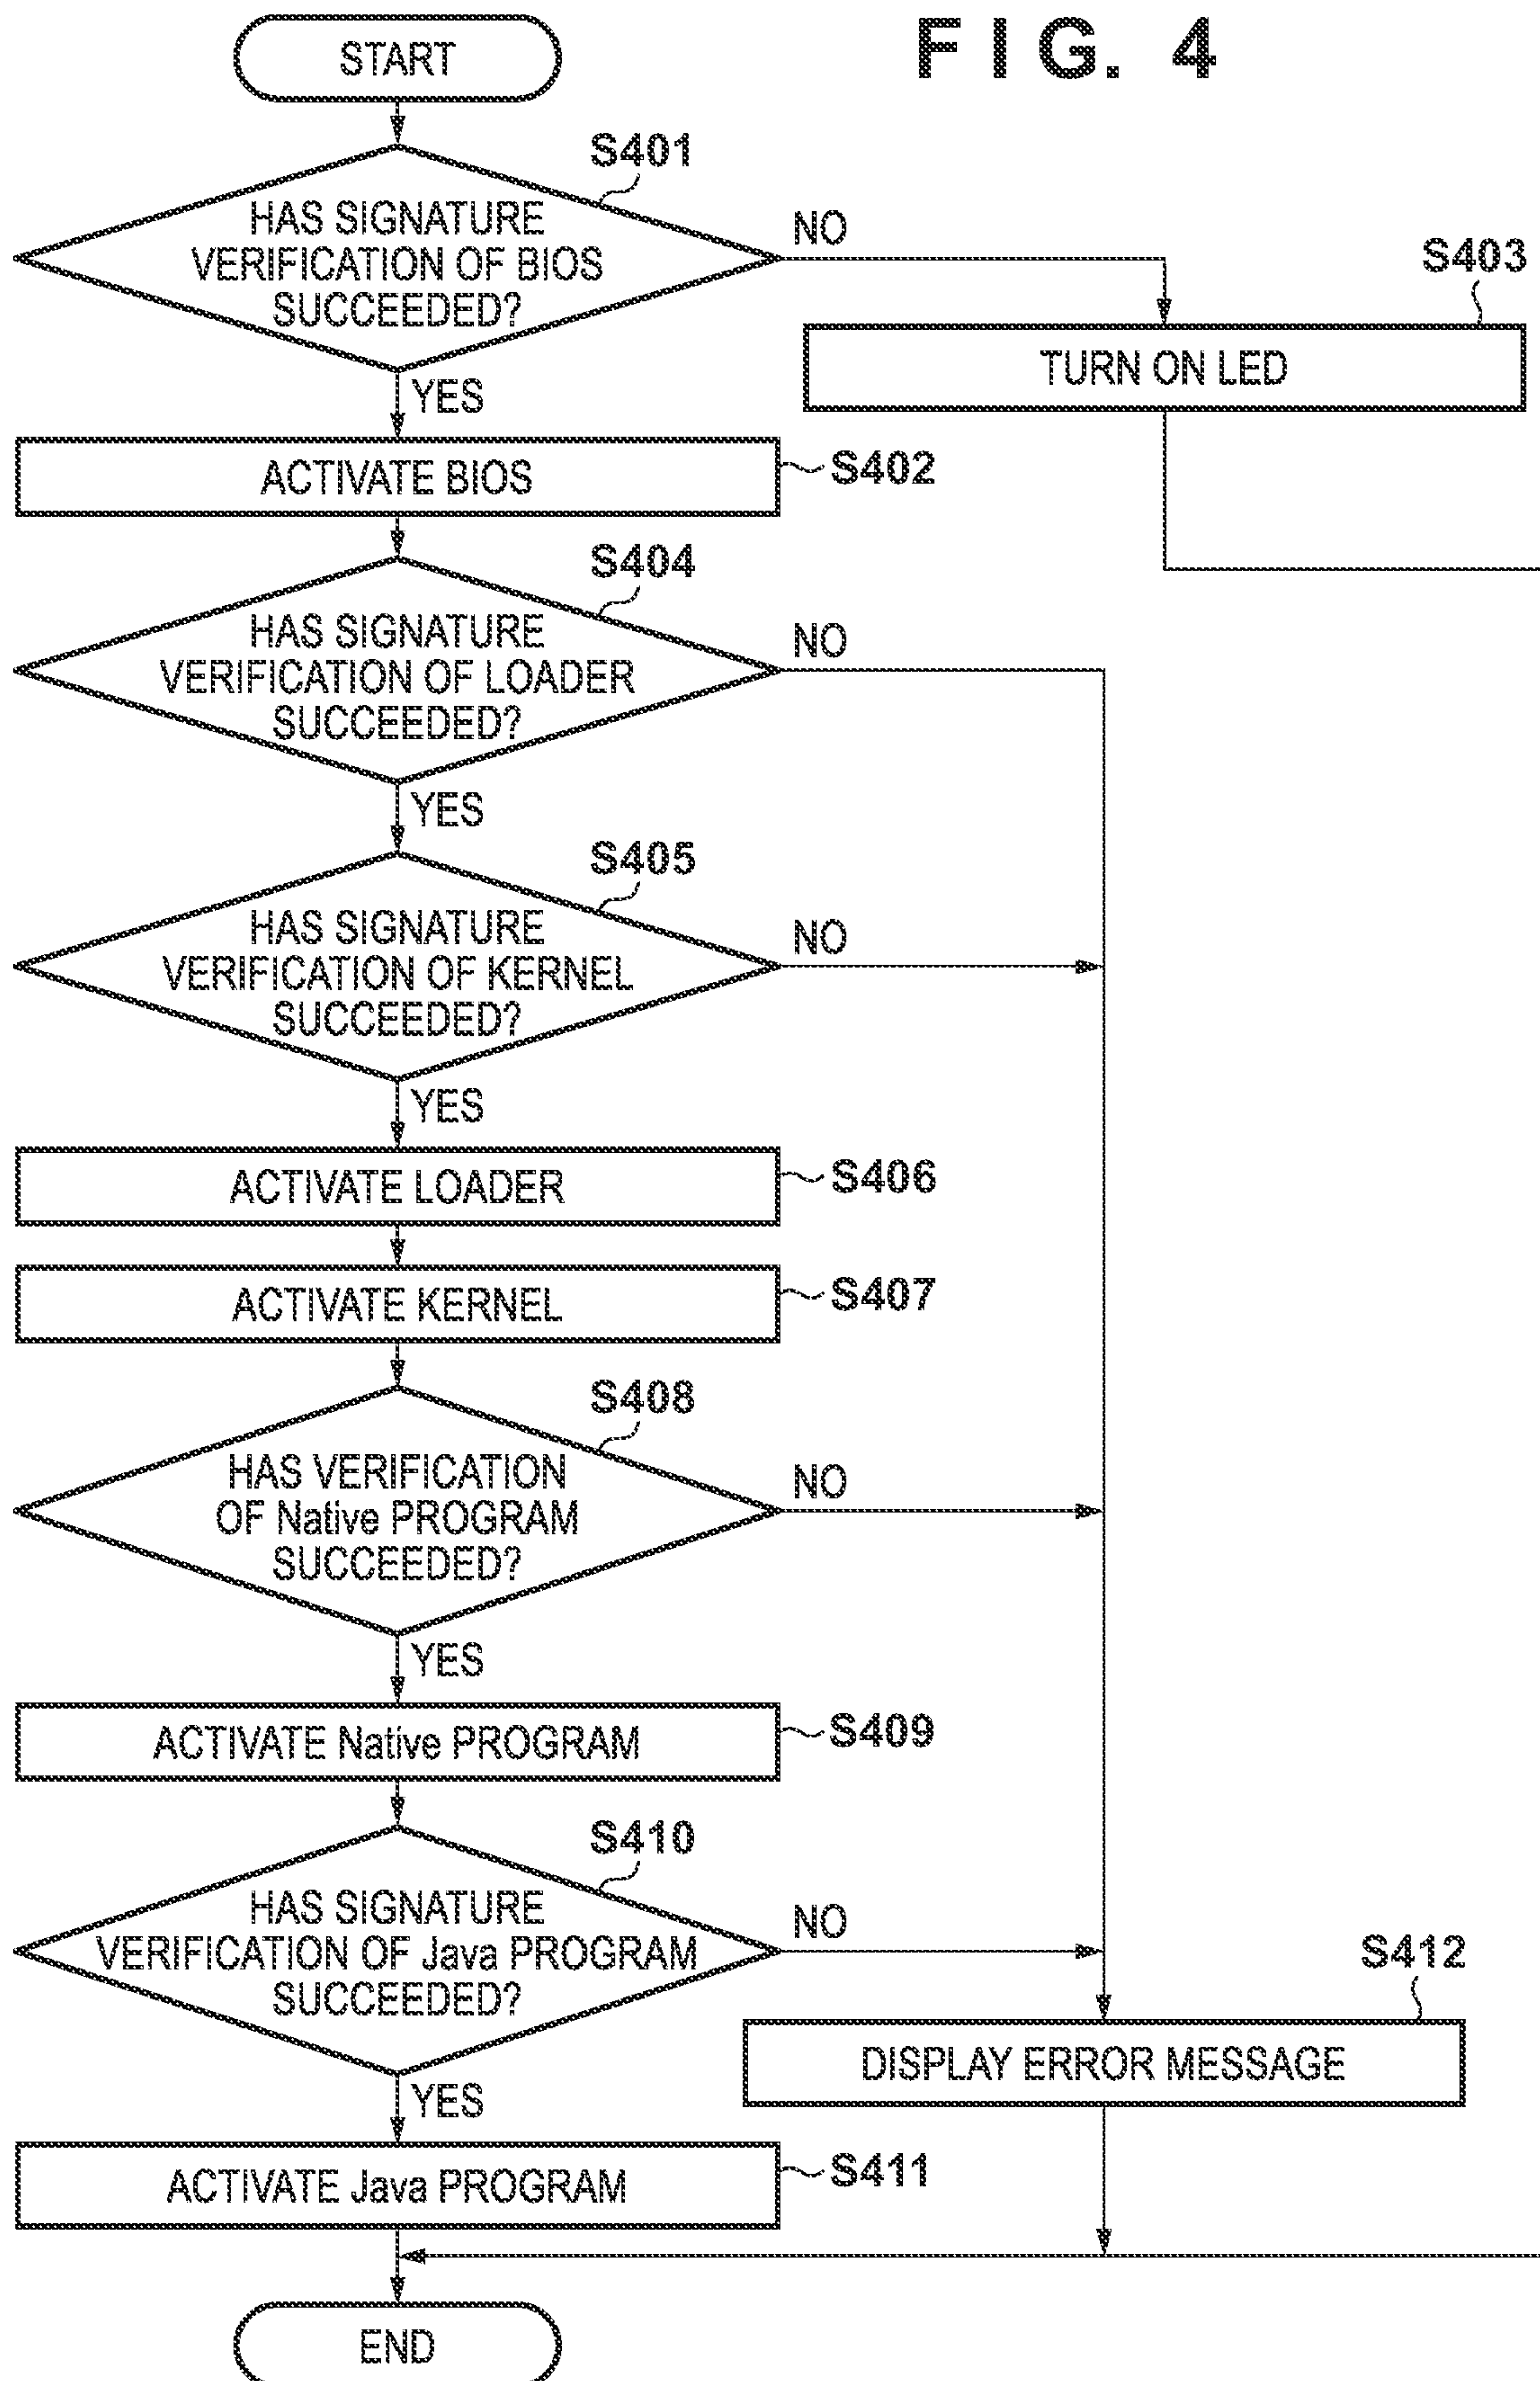 FIG. 4
START
S401
HAS SIGNATURE
VERIFICATION OF BIOS
SUCCEEDED?
NO
YES
S403
TURN ON LED
ACTIVATE BIOS
S402
S404
HAS SIGNATURE
VERIFICATION OF LOADER
SUCCEEDED?
NO
YES
S405
HAS SIGNATURE
VERIFICATION OF KERNEL
SUCCEEDED?
NO
YES
ACTIVATE LOADER
S406
ACTIVATE KERNEL
S407
S408
HAS VERIFICATION
OF Native PROGRAM
SUCCEEDED?
NO
YES
ACTIVATE Native PROGRAM
S409
S410
HAS SIGNATURE
VERIFICATION OF Java PROGRAM
SUCCEEDED?
NO
YES
S412
DISPLAY ERROR MESSAGE
ACTIVATE Java PROGRAM
S411
END